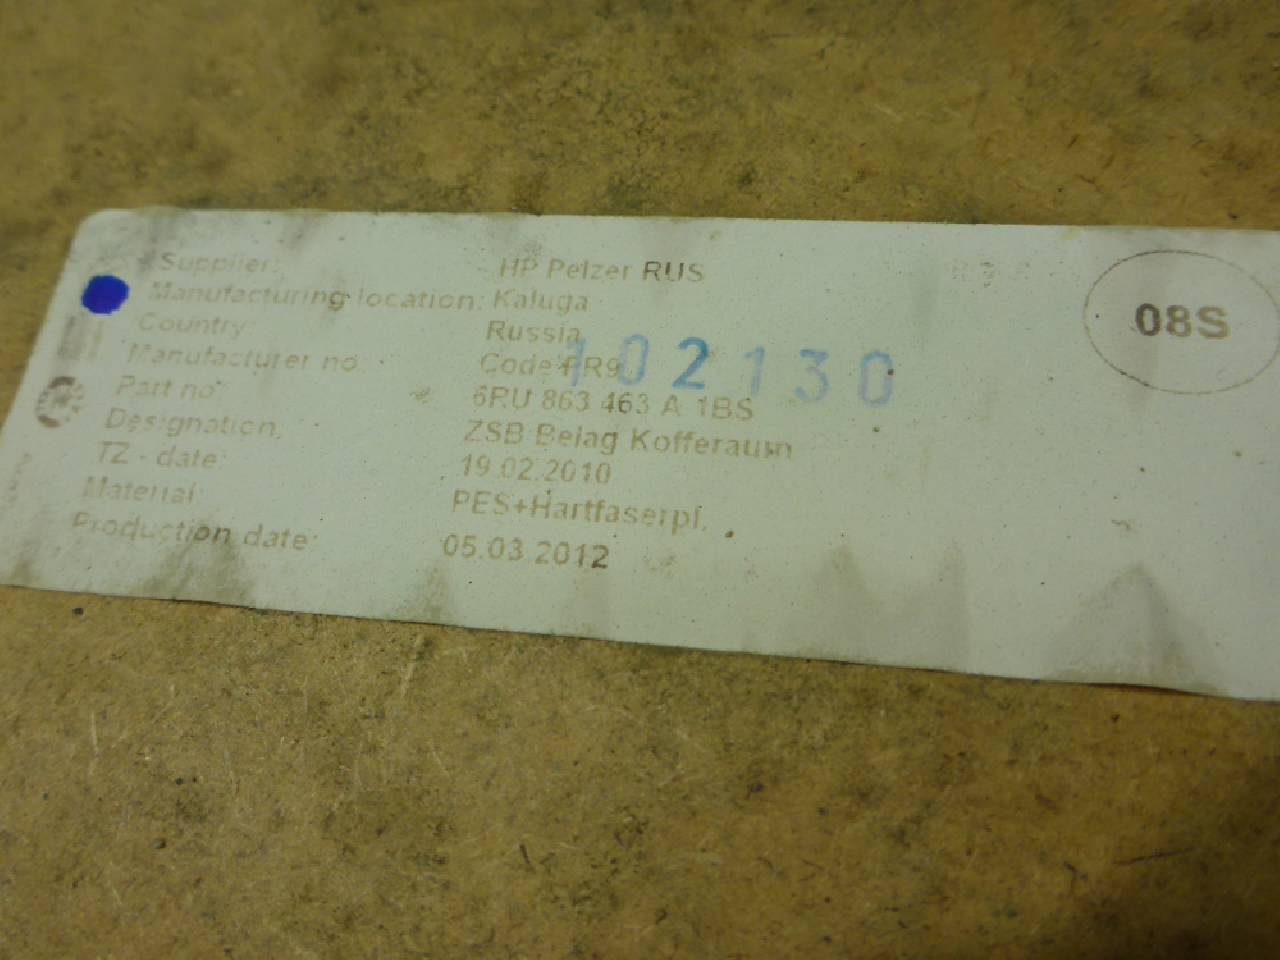 Supplier: HP Pelzer RUS
Manufacturing location: Kaluga
Country: Russia
Manufacturer no Code
Part no 6RU 863 463 A 1BS
Designation: ZSB Belag Kofferaum
TZ - date: 19.02.2010
Material: PES+Hartfaserpl.
Production date: 05.03.2012
102130
08S